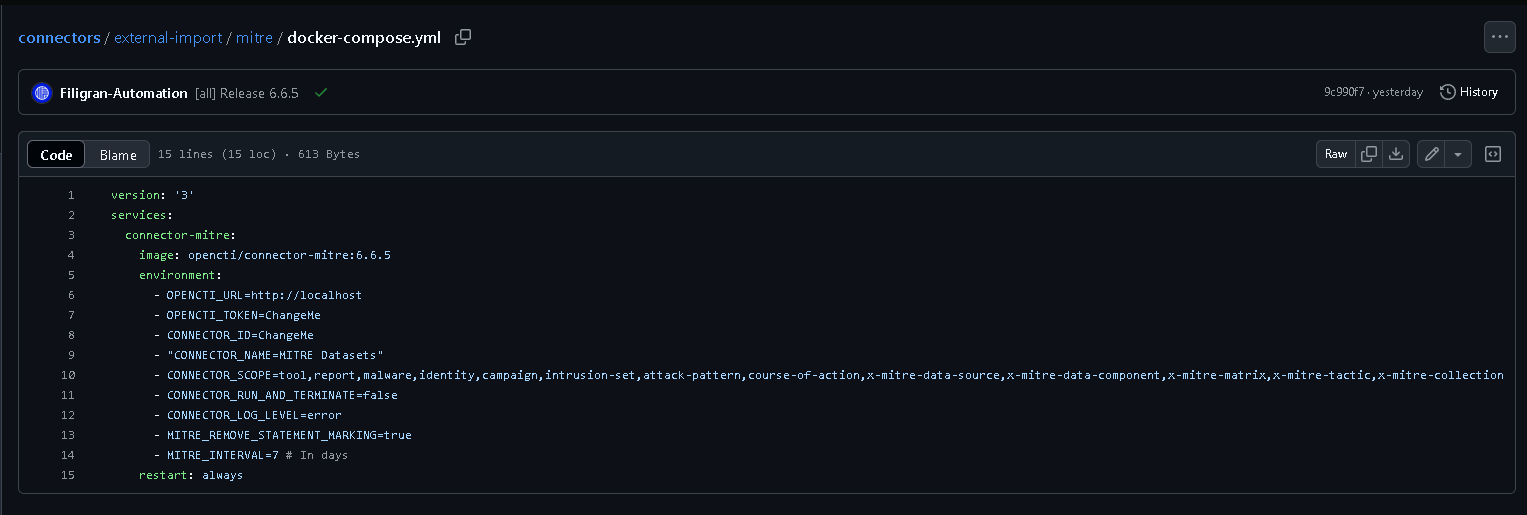 connectors / external-import / mitre / docker-compose.yml
Filigran-Automation [all] Release 6.6.5 9c990f7 · yesterday History
Code Blame 15 lines (15 loc) · 613 Bytes Raw
1 version: '3'
2 services:
3 connector-mitre:
4 image: opencti/connector-mitre:6.6.5
5 environment:
6 - OPENCTI_URL=http://localhost
7 - OPENCTI_TOKEN=ChangeMe
8 - CONNECTOR_ID=ChangeMe
9 - "CONNECTOR_NAME=MITRE Datasets"
10 - CONNECTOR_SCOPE=tool,report,malware,identity,campaign,intrusion-set,attack-pattern,course-of-action,x-mitre-data-source,x-mitre-data-component,x-mitre-matrix,x-mitre-tactic,x-mitre-collection
11 - CONNECTOR_RUN_AND_TERMINATE=false
12 - CONNECTOR_LOG_LEVEL=error
13 - MITRE_REMOVE_STATEMENT_MARKING=true
14 - MITRE_INTERVAL=7 # In days
15 restart: always